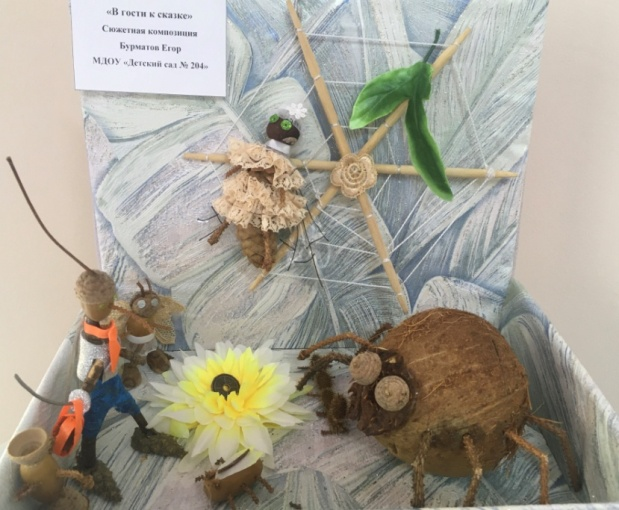 «В гости к сказке»
Сюжетная композиция
Бурматов Егор
МДОУ «Детский сад № 204»